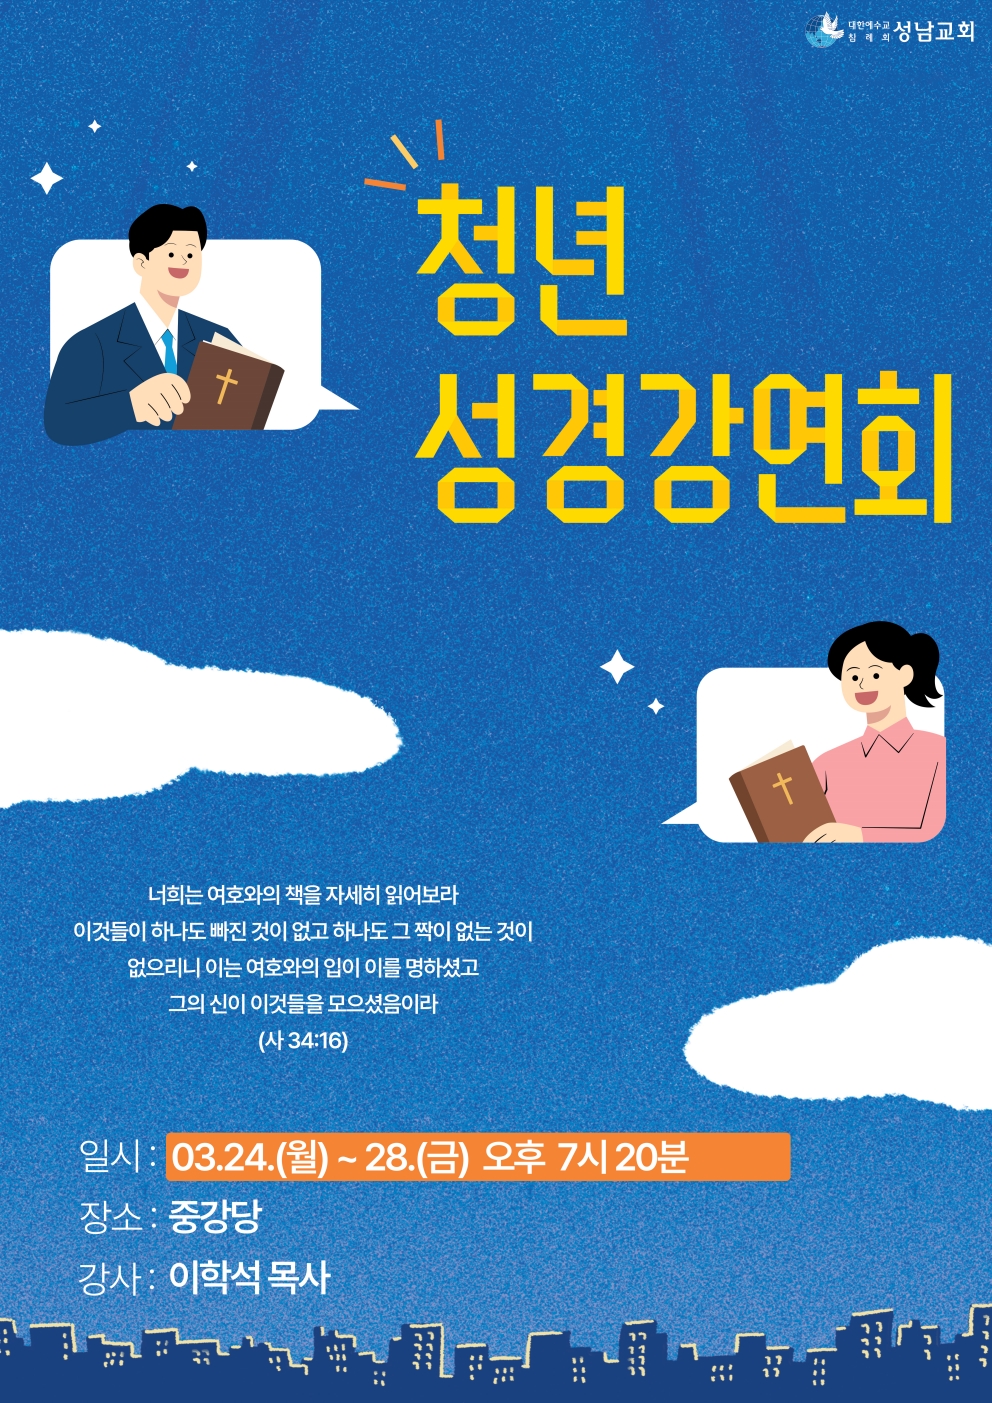 대한예수교
침례회 성남교회
청년
성경강연회
너희는 여호와의 책을 자세히 읽어보라
이것들이 하나도 빠진 것이 없고 하나도 그 짝이 없는 것이
없으리니 이는 여호와의 입이 이를 명하셨고
그의 신이 이것들을 모으셨음이라
(사 34:16)
일시 : 03.24.(월) ~ 28.(금) 오후 7시 20분
장소 : 중강당
강사 : 이학석 목사